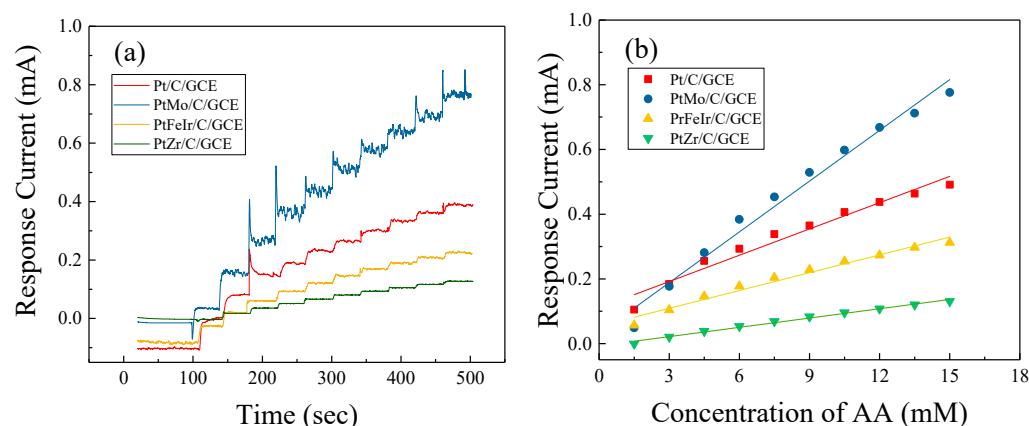 (a)
Pt/C/GCE
PtMo/C/GCE
PtFeIr/C/GCE
PtZr/C/GCE
Response Current (mA)
1.0
0.8
0.6
0.4
0.2
0.0
0 100 200 300 400 500
Time (sec)
(b)
Pt/C/GCE
PtMo/C/GCE
PrFeIr/C/GCE
PtZr/C/GCE
Response Current (mA)
1.0
0.8
0.6
0.4
0.2
0.0
0 3 6 9 12 15 18
Concentration of AA (mM)